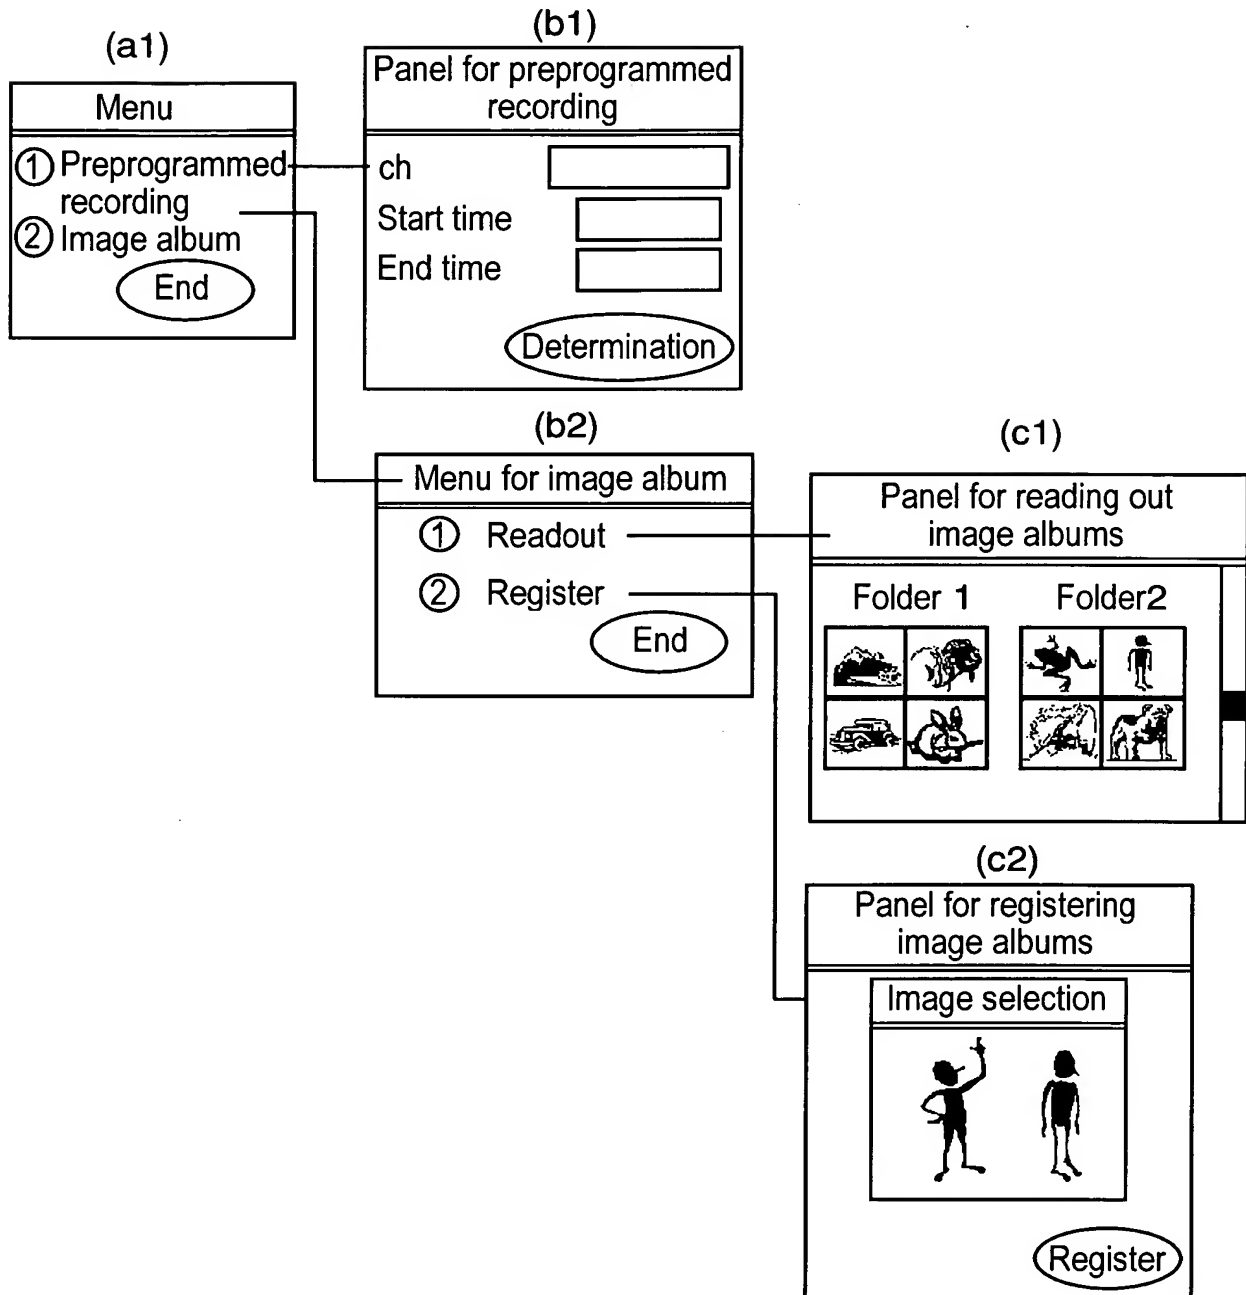 (a1)
Menu
① Preprogrammed
recording
② Image album
End
(b1)
Panel for preprogrammed
recording
ch
Start time
End time
Determination
(b2)
Menu for image album
① Readout
② Register
End
(c1)
Panel for reading out
image albums
Folder 1 Folder2
(c2)
Panel for registering
image albums
Image selection
Register